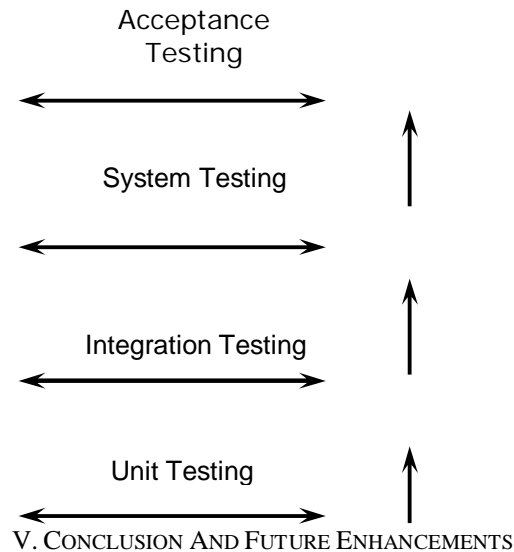 Acceptance
Testing
System Testing
Integration Testing
Unit Testing
V. CONCLUSION AND FUTURE ENHANCEMENTS